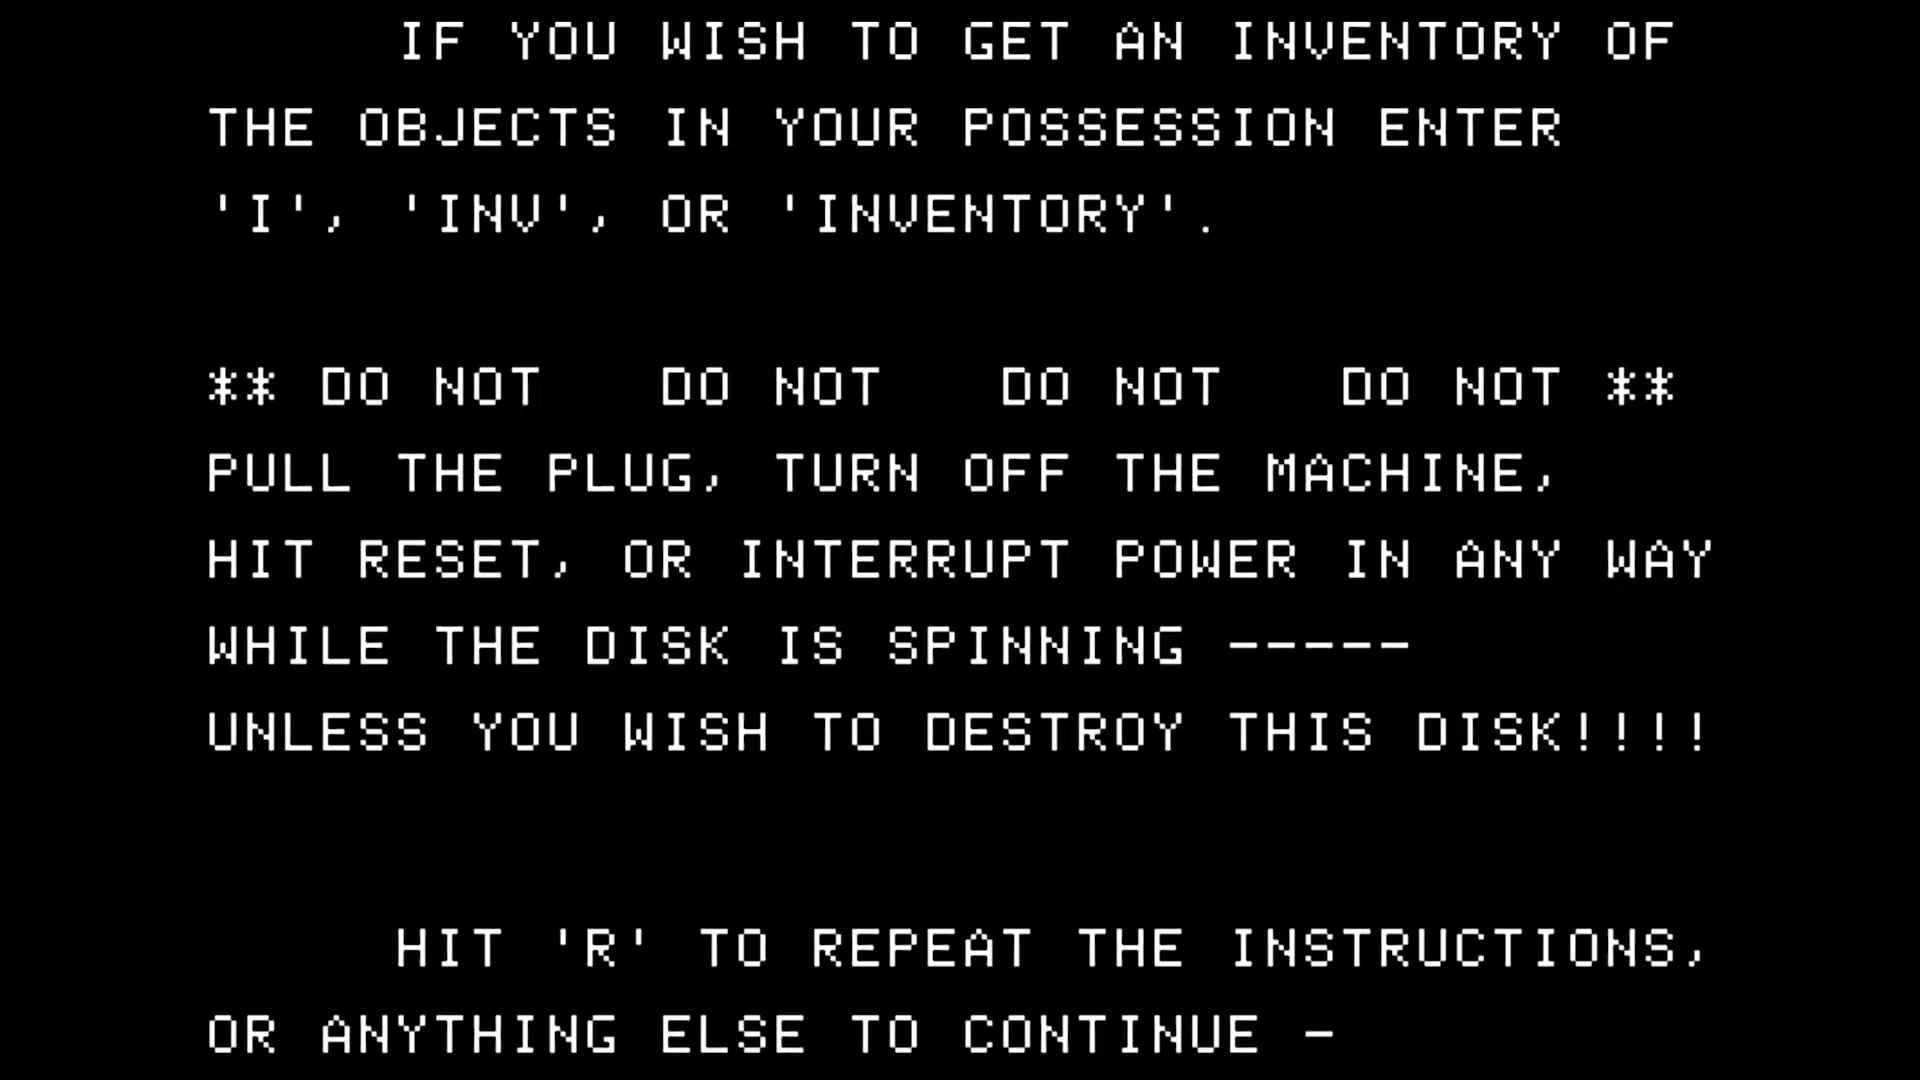 IF YOU WISH TO GET AN INVENTORY OF
THE OBJECTS IN YOUR POSSESSION ENTER
'I', 'INV', OR 'INVENTORY'.
** DO NOT   DO NOT   DO NOT   DO NOT **
PULL THE PLUG, TURN OFF THE MACHINE,
HIT RESET, OR INTERRUPT POWER IN ANY WAY
WHILE THE DISK IS SPINNING -----
UNLESS YOU WISH TO DESTROY THIS DISK!!!!
HIT 'R' TO REPEAT THE INSTRUCTIONS,
OR ANYTHING ELSE TO CONTINUE -